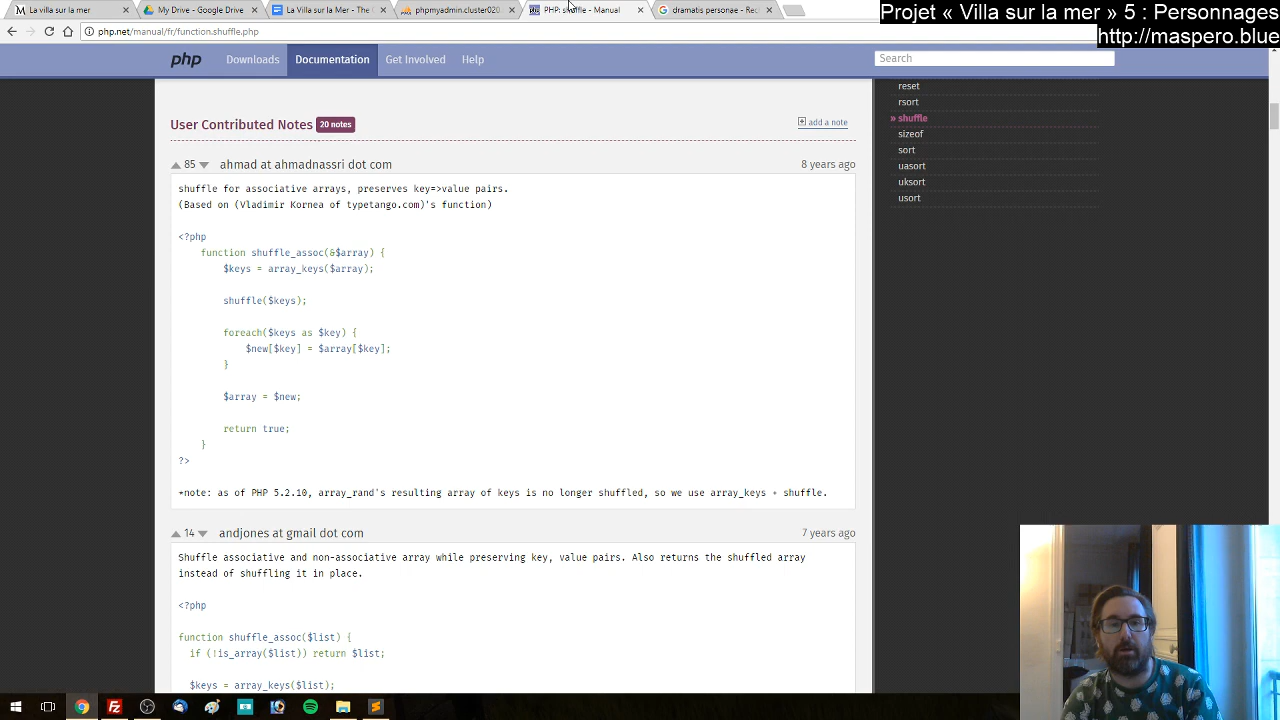 La villa sur la mer
My Drive - Google Drive
La Villa sur la Mer - The C
phpmyadmin.cluster020
PHP: shuffle - Manual
dramatis personae - Rec
Projet « Villa sur la mer » 5 : Personnages
http://maspero.blue
php.net/manual/fr/function.shuffle.php
php
Downloads
Documentation
Get Involved
Help
Search
User Contributed Notes 20 notes
add a note
85 ahmad at ahmadnassri dot com
8 years ago
shuffle for associative arrays, preserves key=>value pairs.
(Based on (Vladimir Kornea of typetango.com)'s function)
<?php
function shuffle_assoc(&$array) {
$keys = array_keys($array);
shuffle($keys);
foreach($keys as $key) {
$new[$key] = $array[$key];
}
$array = $new;
return true;
}
?>
*note: as of PHP 5.2.10, array_rand's resulting array of keys is no longer shuffled, so we use array_keys + shuffle.
14 andjones at gmail dot com
7 years ago
Shuffle associative and non-associative array while preserving key, value pairs. Also returns the shuffled array
instead of shuffling it in place.
<?php
function shuffle_assoc($list) {
if (!is_array($list)) return $list;
$keys = array_keys($list);
reset
rsort
» shuffle
sizeof
sort
uasort
uksort
usort